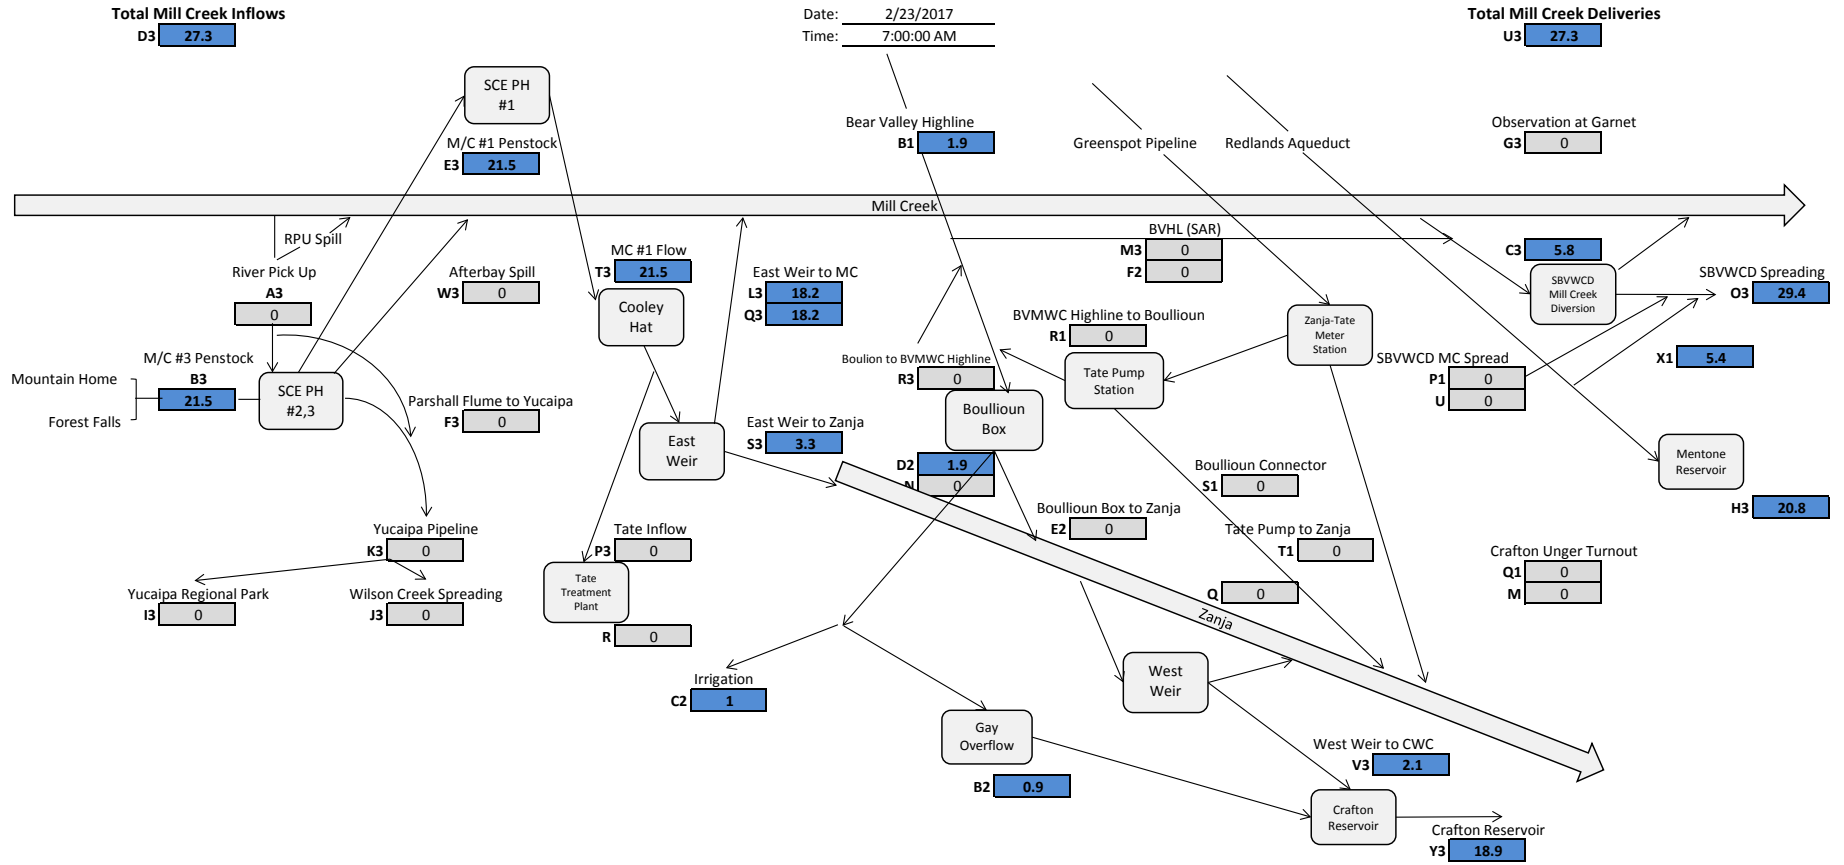 Total Mill Creek Inflows
D3 27.3
Date: 2/23/2017
Time: 7:00:00 AM
Total Mill Creek Deliveries
U3 27.3
SCE PH
#1
M/C #1 Penstock
E3 21.5
Bear Valley Highline
B1 1.9
Greenspot Pipeline
Redlands Aqueduct
Observation at Garnet
G3 0
Mill Creek
RPU Spill
River Pick Up
A3
0
Afterbay Spill
W3 0
MC #1 Flow
T3 21.5
Cooley
Hat
East Weir to MC
L3 18.2
Q3 18.2
BVHL (SAR)
M3 0
F2 0
C3 5.8
SBVWCD
Mill Creek
Diversion
SBVWCD Spreading
O3 29.4
BVMWC Highline to Boullioun
R1 0
Zanja-Tate
Meter
Station
M/C #3 Penstock
B3
21.5
Mountain Home
Forest Falls
SCE PH
#2,3
Boulion to BVMWC Highline
R3 0
Tate Pump
Station
SBVWCD MC Spread
P1 0
U 0
X1 5.4
Parshall Flume to Yucaipa
F3 0
East
Weir
East Weir to Zanja
S3 3.3
Boullioun
Box
D2 1.9
N 0
Boullioun Connector
S1 0
Mentone
Reservoir
H3 20.8
Boullioun Box to Zanja
E2 0
Tate Pump to Zanja
T1 0
Yucaipa Pipeline
K3 0
Tate Inflow
P3 0
Tate
Treatment
Plant
R 0
Crafton Unger Turnout
Q1 0
M 0
Yucaipa Regional Park
I3 0
Wilson Creek Spreading
J3 0
Q 0
Zanja
Irrigation
C2 1
West
Weir
Gay
Overflow
B2 0.9
West Weir to CWC
V3 2.1
Crafton
Reservoir
Crafton Reservoir
Y3 18.9